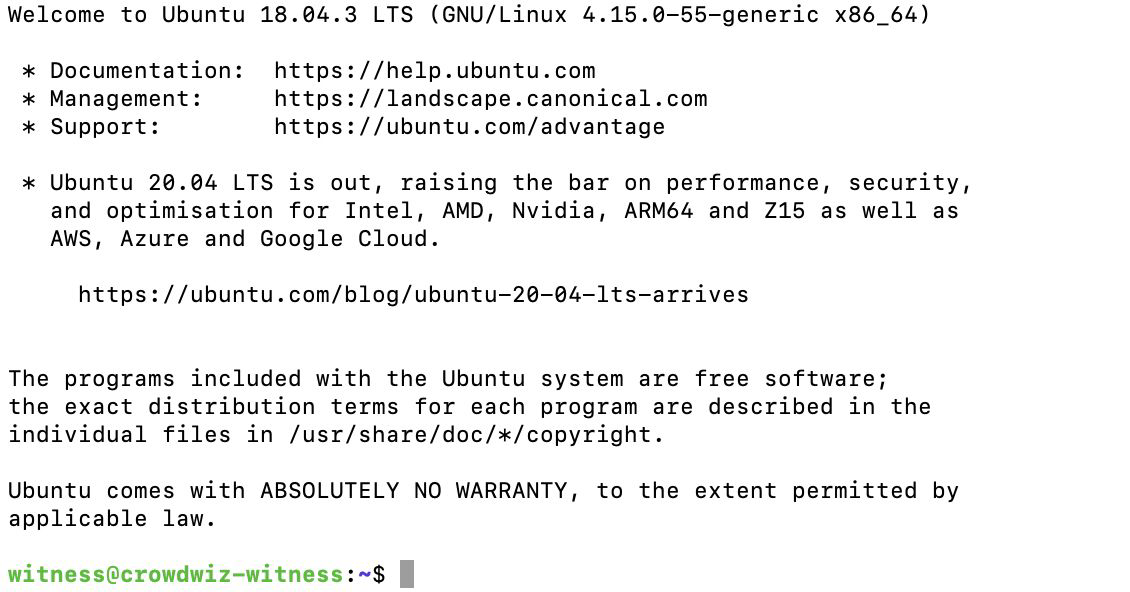 Welcome to Ubuntu 18.04.3 LTS (GNU/Linux 4.15.0-55-generic x86_64)
* Documentation:  https://help.ubuntu.com
* Management:     https://landscape.canonical.com
* Support:        https://ubuntu.com/advantage
* Ubuntu 20.04 LTS is out, raising the bar on performance, security,
and optimisation for Intel, AMD, Nvidia, ARM64 and Z15 as well as
AWS, Azure and Google Cloud.
https://ubuntu.com/blog/ubuntu-20-04-lts-arrives
The programs included with the Ubuntu system are free software;
the exact distribution terms for each program are described in the
individual files in /usr/share/doc/*/copyright.
Ubuntu comes with ABSOLUTELY NO WARRANTY, to the extent permitted by
applicable law.
witness@crowdwiz-witness:~$